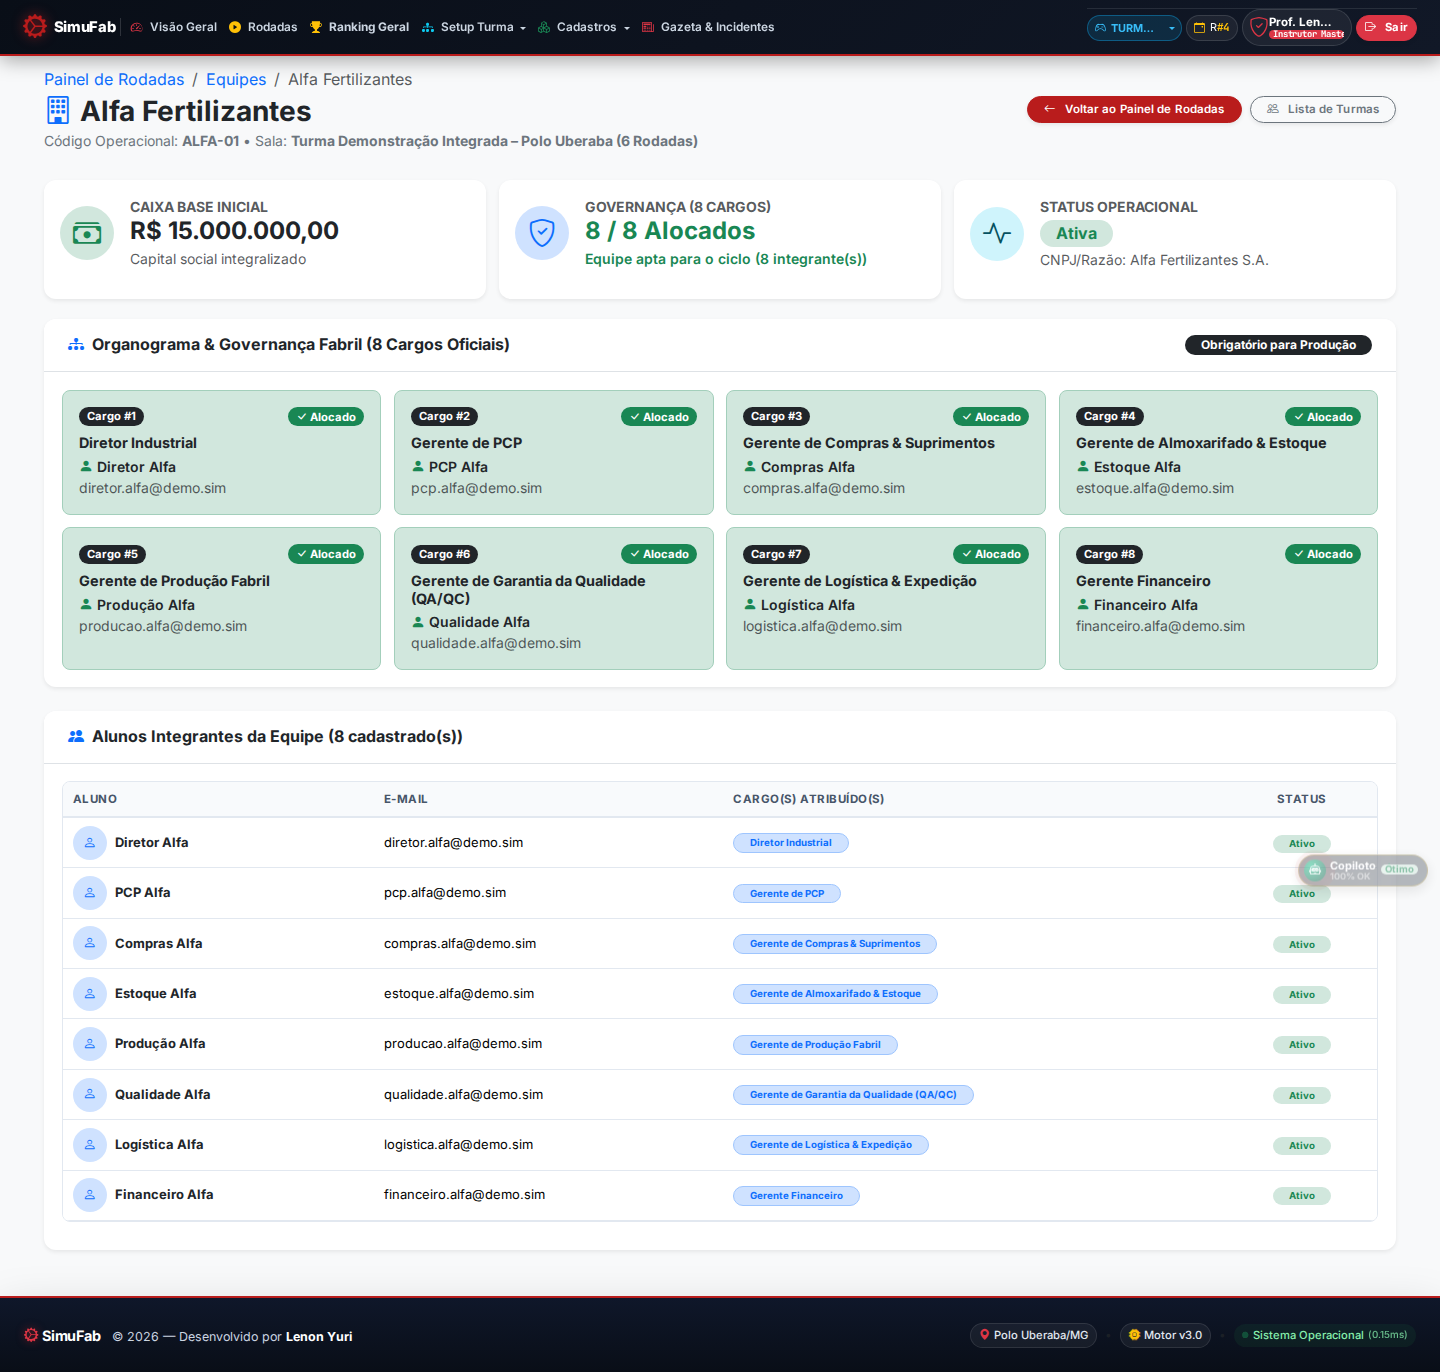 SimuFab Visão Geral Rodadas Ranking Geral Setup Turma Cadastros Gazeta & Incidentes TURM... R#4 Prof. Len... Sair
Instrutor Maste
Painel de Rodadas / Equipes / Alfa Fertilizantes
Alfa Fertilizantes
Voltar ao Painel de Rodadas Lista de Turmas
Código Operacional: ALFA-01 • Sala: Turma Demonstração Integrada – Polo Uberaba (6 Rodadas)
CAIXA BASE INICIAL
R$ 15.000.000,00
Capital social integralizado
GOVERNANÇA (8 CARGOS)
8 / 8 Alocados
Equipe apta para o ciclo (8 integrante(s))
STATUS OPERACIONAL
Ativa
CNPJ/Razão: Alfa Fertilizantes S.A.
Organograma & Governança Fabril (8 Cargos Oficiais) Obrigatório para Produção
Cargo #1 Alocado
Diretor Industrial
Diretor Alfa
diretor.alfa@demo.sim
Cargo #2 Alocado
Gerente de PCP
PCP Alfa
pcp.alfa@demo.sim
Cargo #3 Alocado
Gerente de Compras & Suprimentos
Compras Alfa
compras.alfa@demo.sim
Cargo #4 Alocado
Gerente de Almoxarifado & Estoque
Estoque Alfa
estoque.alfa@demo.sim
Cargo #5 Alocado
Gerente de Produção Fabril
Produção Alfa
producao.alfa@demo.sim
Cargo #6 Alocado
Gerente de Garantia da Qualidade
(QA/QC)
Qualidade Alfa
qualidade.alfa@demo.sim
Cargo #7 Alocado
Gerente de Logística & Expedição
Logística Alfa
logistica.alfa@demo.sim
Cargo #8 Alocado
Gerente Financeiro
Financeiro Alfa
financeiro.alfa@demo.sim
Alunos Integrantes da Equipe (8 cadastrado(s))
ALUNO E-MAIL CARGO(S) ATRIBUÍDO(S) STATUS
Diretor Alfa diretor.alfa@demo.sim Diretor Industrial Ativo
Copiloto Ótimo
100% OK
PCP Alfa pcp.alfa@demo.sim Gerente de PCP Ativo
Compras Alfa compras.alfa@demo.sim Gerente de Compras & Suprimentos Ativo
Estoque Alfa estoque.alfa@demo.sim Gerente de Almoxarifado & Estoque Ativo
Produção Alfa producao.alfa@demo.sim Gerente de Produção Fabril Ativo
Qualidade Alfa qualidade.alfa@demo.sim Gerente de Garantia da Qualidade (QA/QC) Ativo
Logística Alfa logistica.alfa@demo.sim Gerente de Logística & Expedição Ativo
Financeiro Alfa financeiro.alfa@demo.sim Gerente Financeiro Ativo
SimuFab © 2026 — Desenvolvido por Lenon Yuri Polo Uberaba/MG Motor v3.0 Sistema Operacional (0.15ms)